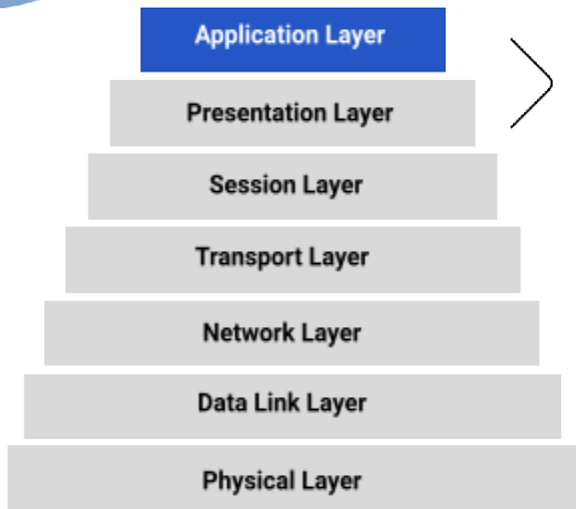 Application Layer
Presentation Layer
Session Layer
Transport Layer
Network Layer
Data Link Layer
Physical Layer